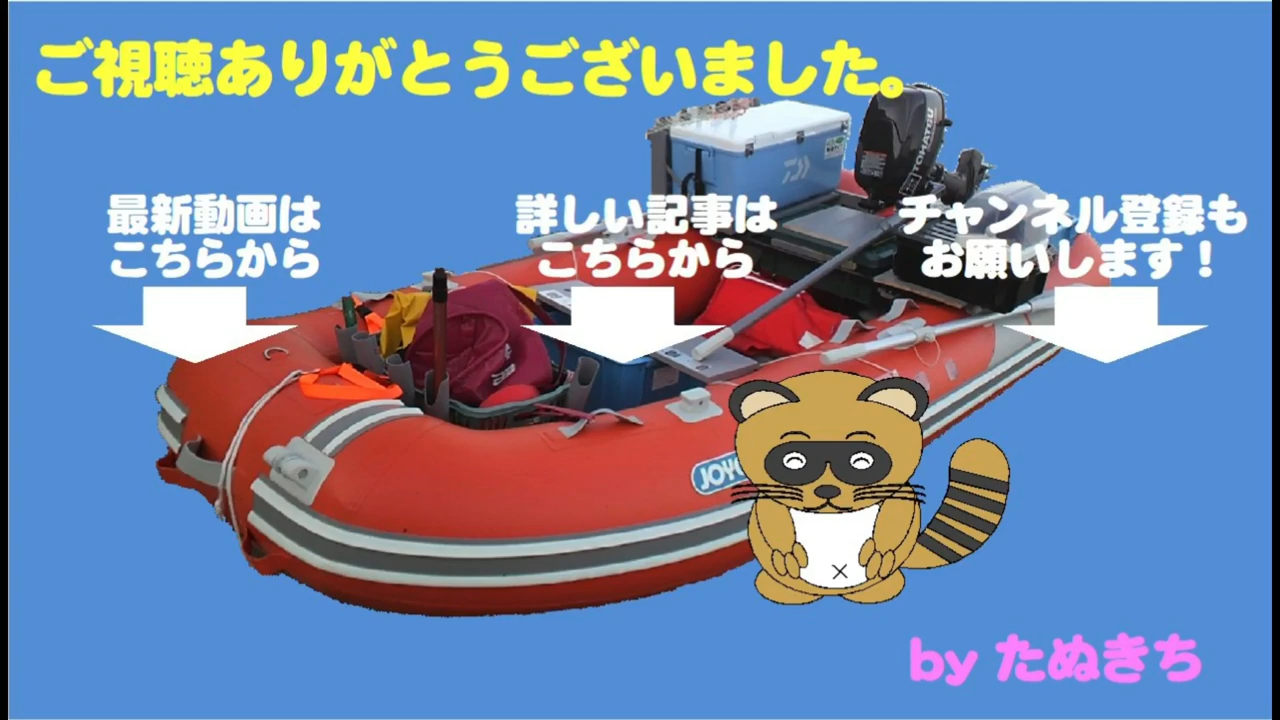 ご視聴ありがとうございました。
最新動画は
こちらから
詳しい記事は
こちらから
チャンネル登録も
お願いします！
TOHATSU
JOYC
by たぬきち